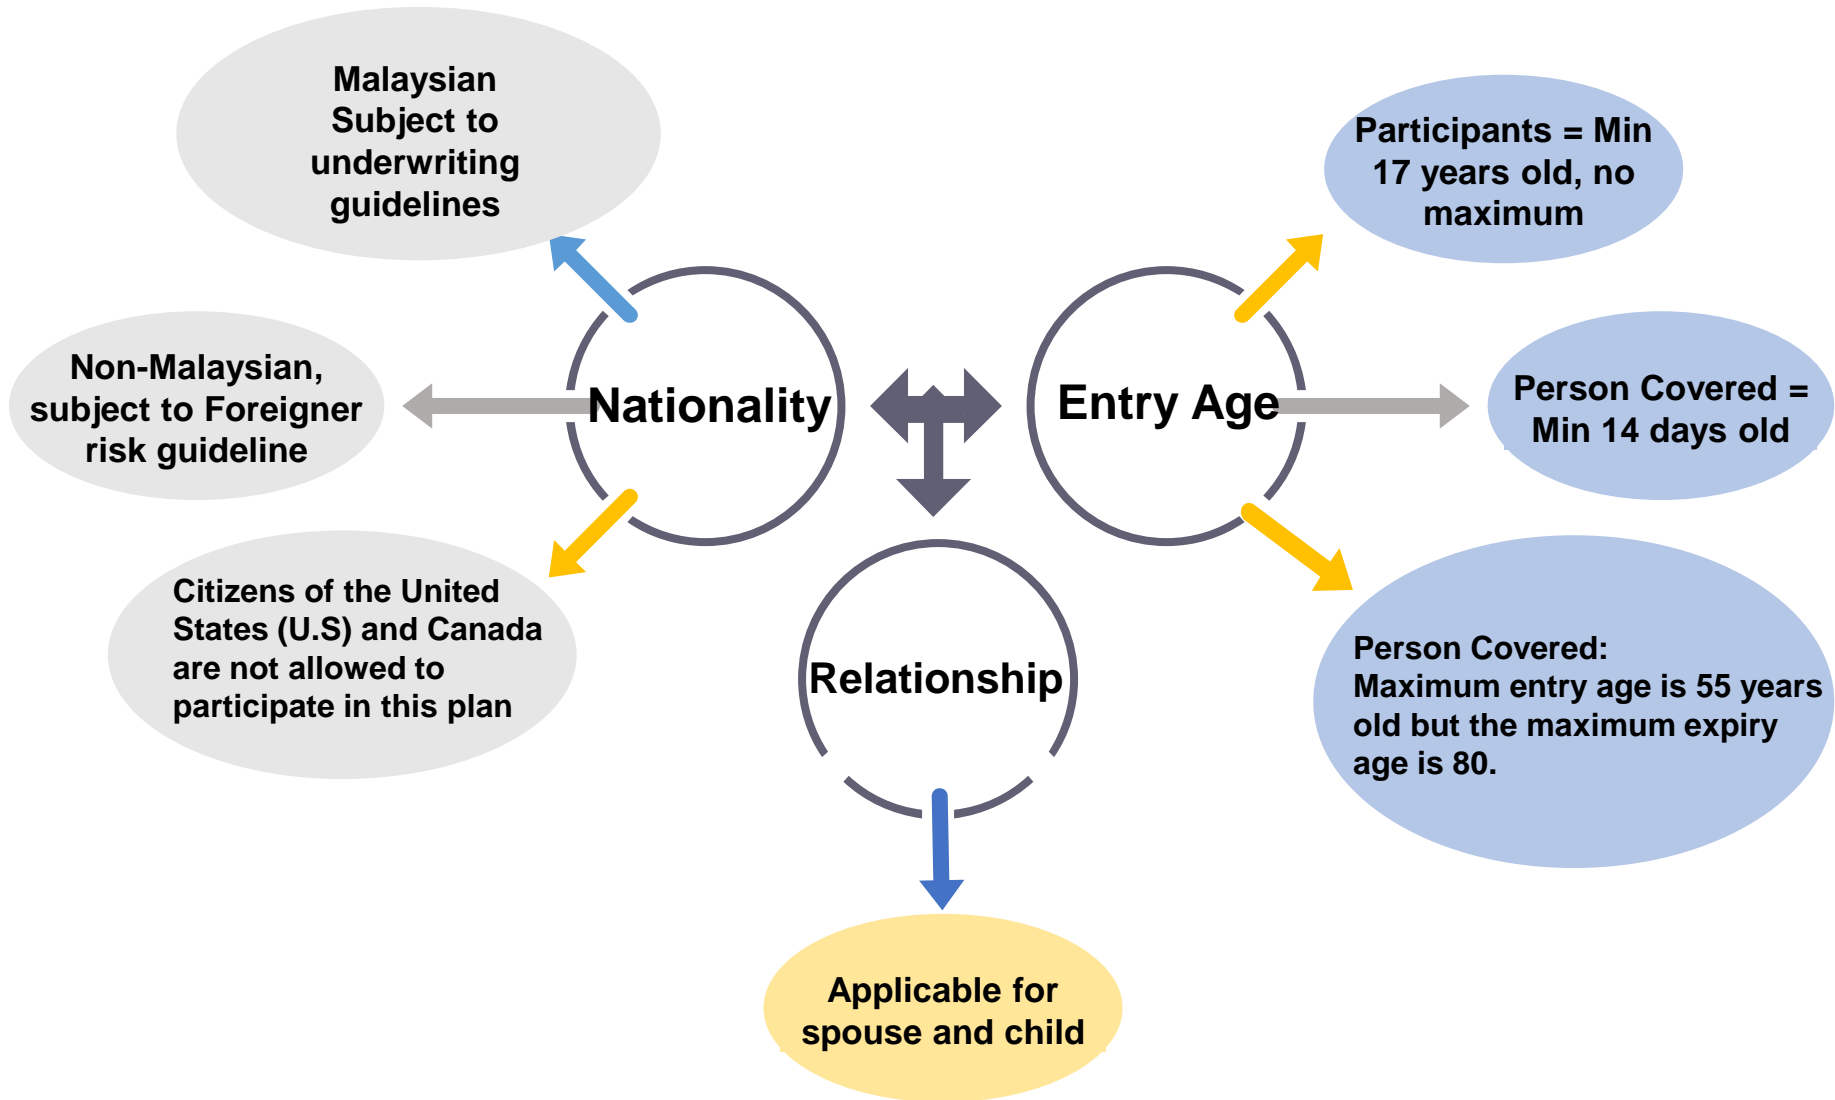 Malaysian
Subject to
underwriting
guidelines
Non-Malaysian,
subject to Foreigner
risk guideline
Citizens of the United
States (U.S) and Canada
are not allowed to
participate in this plan
Nationality
Entry Age
Relationship
Participants = Min
17 years old, no
maximum
Person Covered =
Min 14 days old
Person Covered:
Maximum entry age is 55 years
old but the maximum expiry
age is 80.
Applicable for
spouse and child